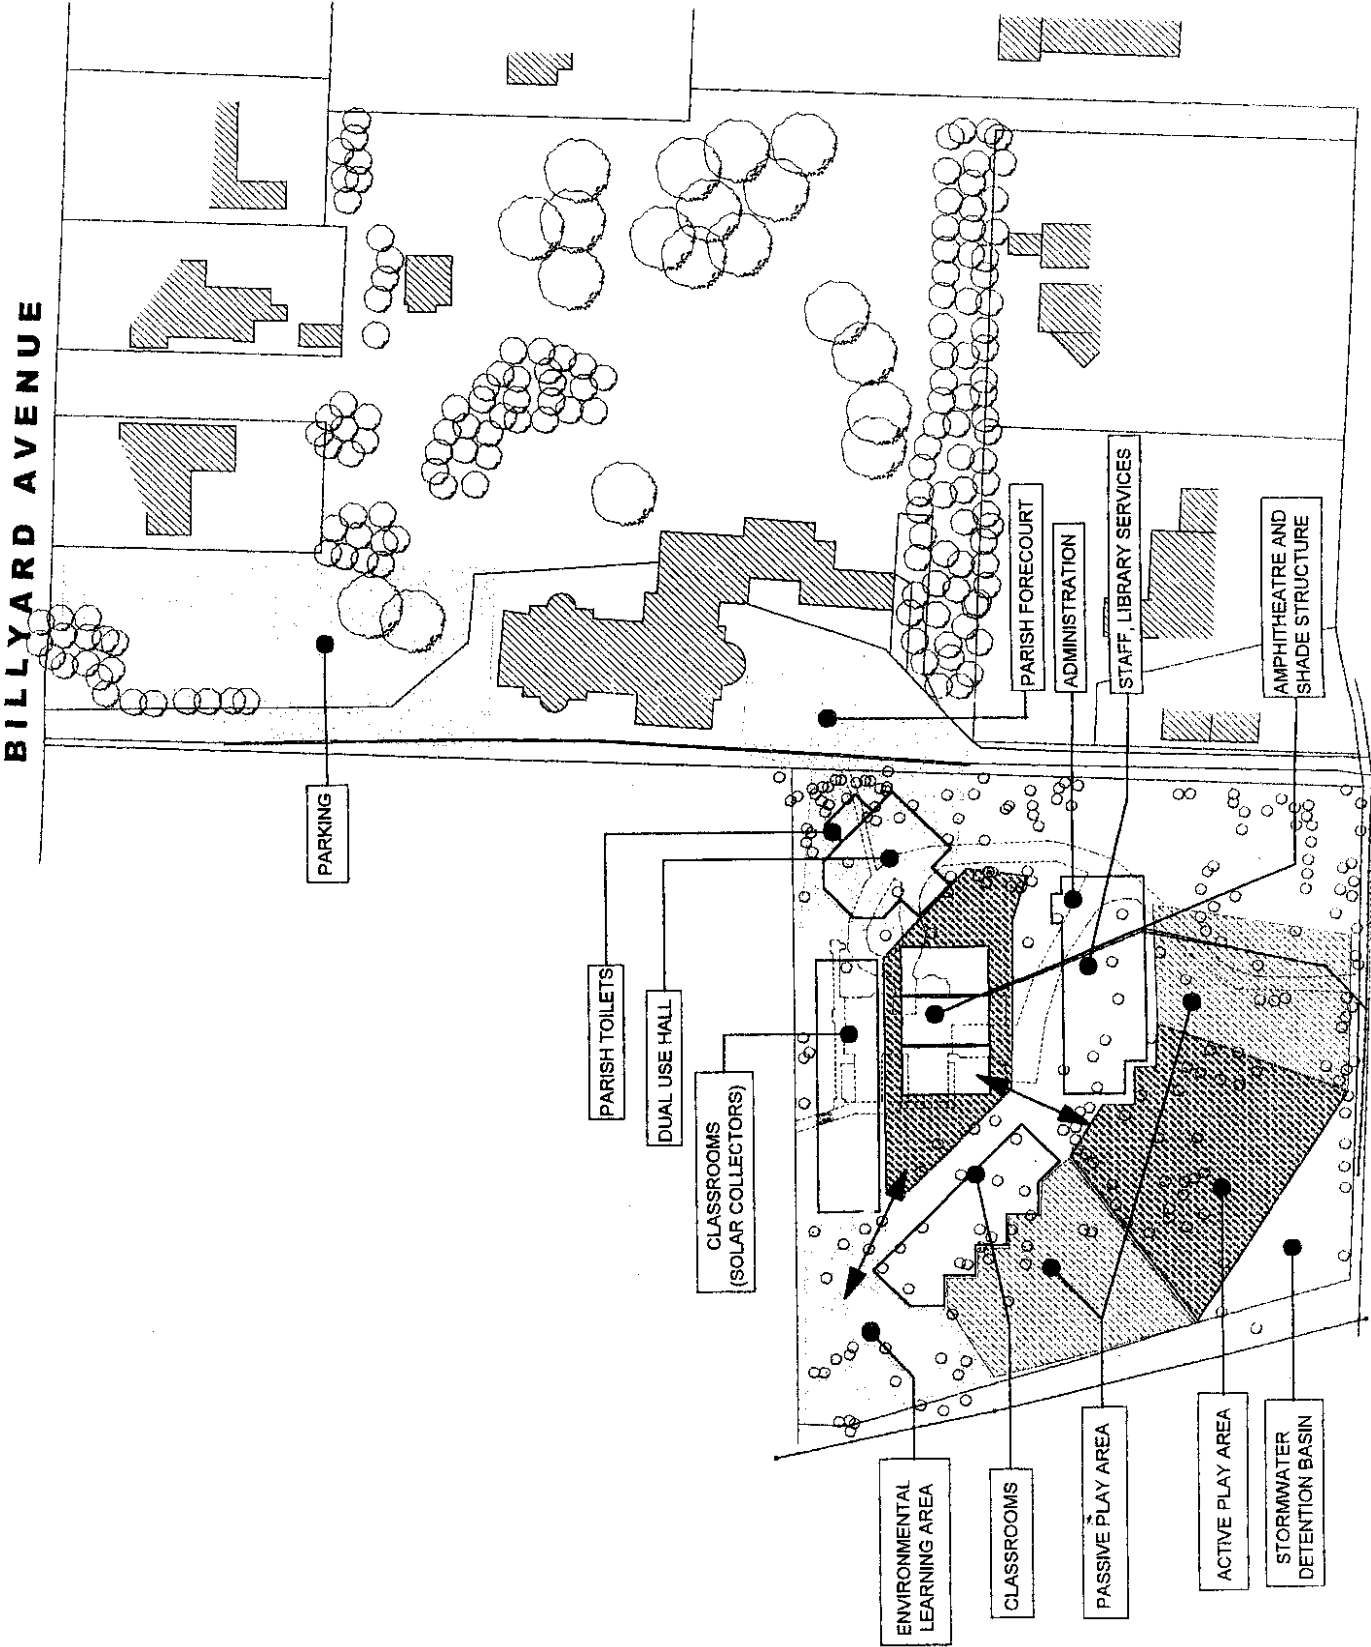 BILLYARD AVENUE
PARKING
PARISH TOILETS
DUAL USE HALL
CLASSROOMS
(SOLAR COLLECTORS)
ENVIRONMENTAL
LEARNING AREA
CLASSROOMS
PASSIVE PLAY AREA
ACTIVE PLAY AREA
STORMWATER
DETENTION BASIN
PARISH FORECOURT
ADMINISTRATION
STAFF, LIBRARY SERVICES
AMPHITHEATRE AND
SHADE STRUCTURE